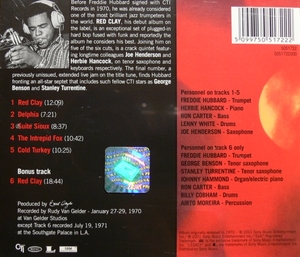 Before Freddie Hubbard signed with CTI
Records in 1970, he was already considered
one of the most brilliant jazz trumpeters in
the world. RED CLAY, his debut album on
the label, is an exceptional set of plugged-in
hard bop fused with funk and reportedly the
album he considers his best. Joining him on
five of the six cuts, is a crack quintet featuring
longtime colleagues Joe Henderson and
Herbie Hancock, on tenor saxophone and
keyboards respectively. The final number, a
previously unissued, extended live jam on the title tune, finds Hubbard
fronting an all-star septet that includes such fellow CTI stars as George
Benson and Stanley Turrentine.
1 Red Clay (12:09)
2 Delphia (7:21)
3 Suite Sioux (8:37)
4 The Intrepid Fox (10:42)
5 Cold Turkey (10:25)
Bonus track
6 Red Clay (18:44)
Produced by
Recorded by Rudy Van Gelder - January 27-29, 1970
at Van Gelder Studios
except Track 6 recorded July 19, 1971
at the Southgate Palace in L.A.
5 099750 517222
Personnel on tracks 1-5
FREDDIE HUBBARD - Trumpet
HERBIE HANCOCK - Piano
RON CARTER - Bass
LENNY WHITE - Drums
JOE HENDERSON - Saxophone
Personnel on track 6 only
FREDDIE HUBBARD - Trumpet
GEORGE BENSON - Tenor saxophone
STANLEY TURRENTINE - Tenor saxophone
JOHNNY HAMMOND - Organ/electric piano
RON CARTER - Bass
BILLY COBHAM - Drums
AIRTO MOREIRA - Percussion